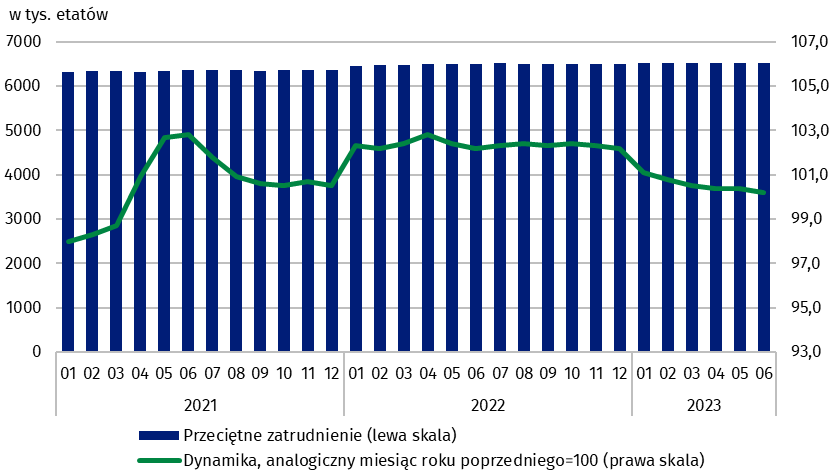 w tys. etatów
7000 107,0
6000 105,0
5000 103,0
4000 101,0
3000 99,0
2000 97,0
1000 95,0
0 93,0
01 02 03 04 05 06 07 08 09 10 11 12 01 02 03 04 05 06 07 08 09 10 11 12 01 02 03 04 05 06
2021 2022 2023
Przeciętne zatrudnienie (lewa skala)
Dynamika, analogiczny miesiąc roku poprzedniego=100 (prawa skala)